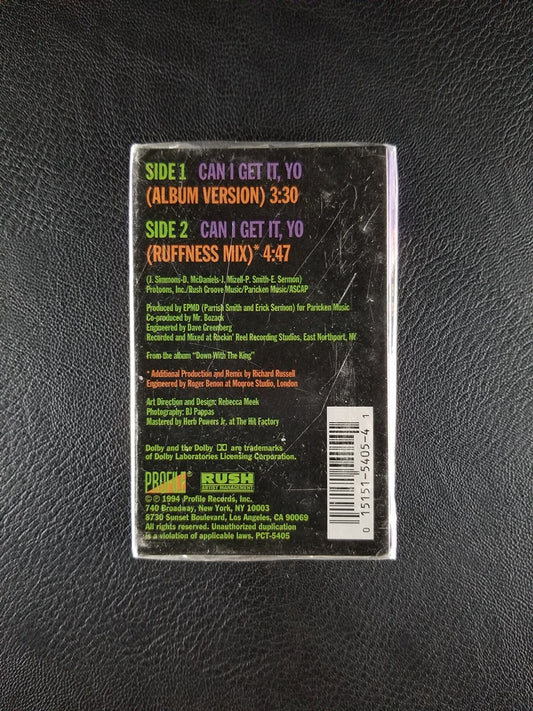 SIDE 1 CAN I GET IT, YO
(ALBUM VERSION) 3:30
SIDE 2 CAN I GET IT, YO
(RUFFNESS MIX)* 4:47
(J. Simmons-D. McDaniels-J. Mizell-P. Smith-E. Sermon)
Protoons, Inc./Rush Groove Music/Paricken Music/ASCAP
Produced by EPMD (Parrish Smith and Erick Sermon) for Paricken Music
Co-produced by Mr. Bozack
Engineered by Dave Greenberg
Recorded and Mixed at Rockin' Reel Recording Studios, East Northport, NY
From the album "Down With The King"
* Additional Production and Remix by Richard Russell
Engineered by Roger Benon at Moqroe Studio, London
Art Direction and Design: Rebecca Meek
Photography: BJ Pappas
Mastered by Herb Powers Jr. at The Hit Factory
Dolby and the Dolby are trademarks
of Dolby Laboratories Licensing Corporation.
PROFILE® RUSH
ARTIST MANAGEMENT
© ℗ 1994 Profile Records, Inc.
740 Broadway, New York, NY 10003
8730 Sunset Boulevard, Los Angeles, CA 90069
All rights reserved. Unauthorized duplication
is a violation of applicable laws. PCT-5405
0 15151-5405-4 1